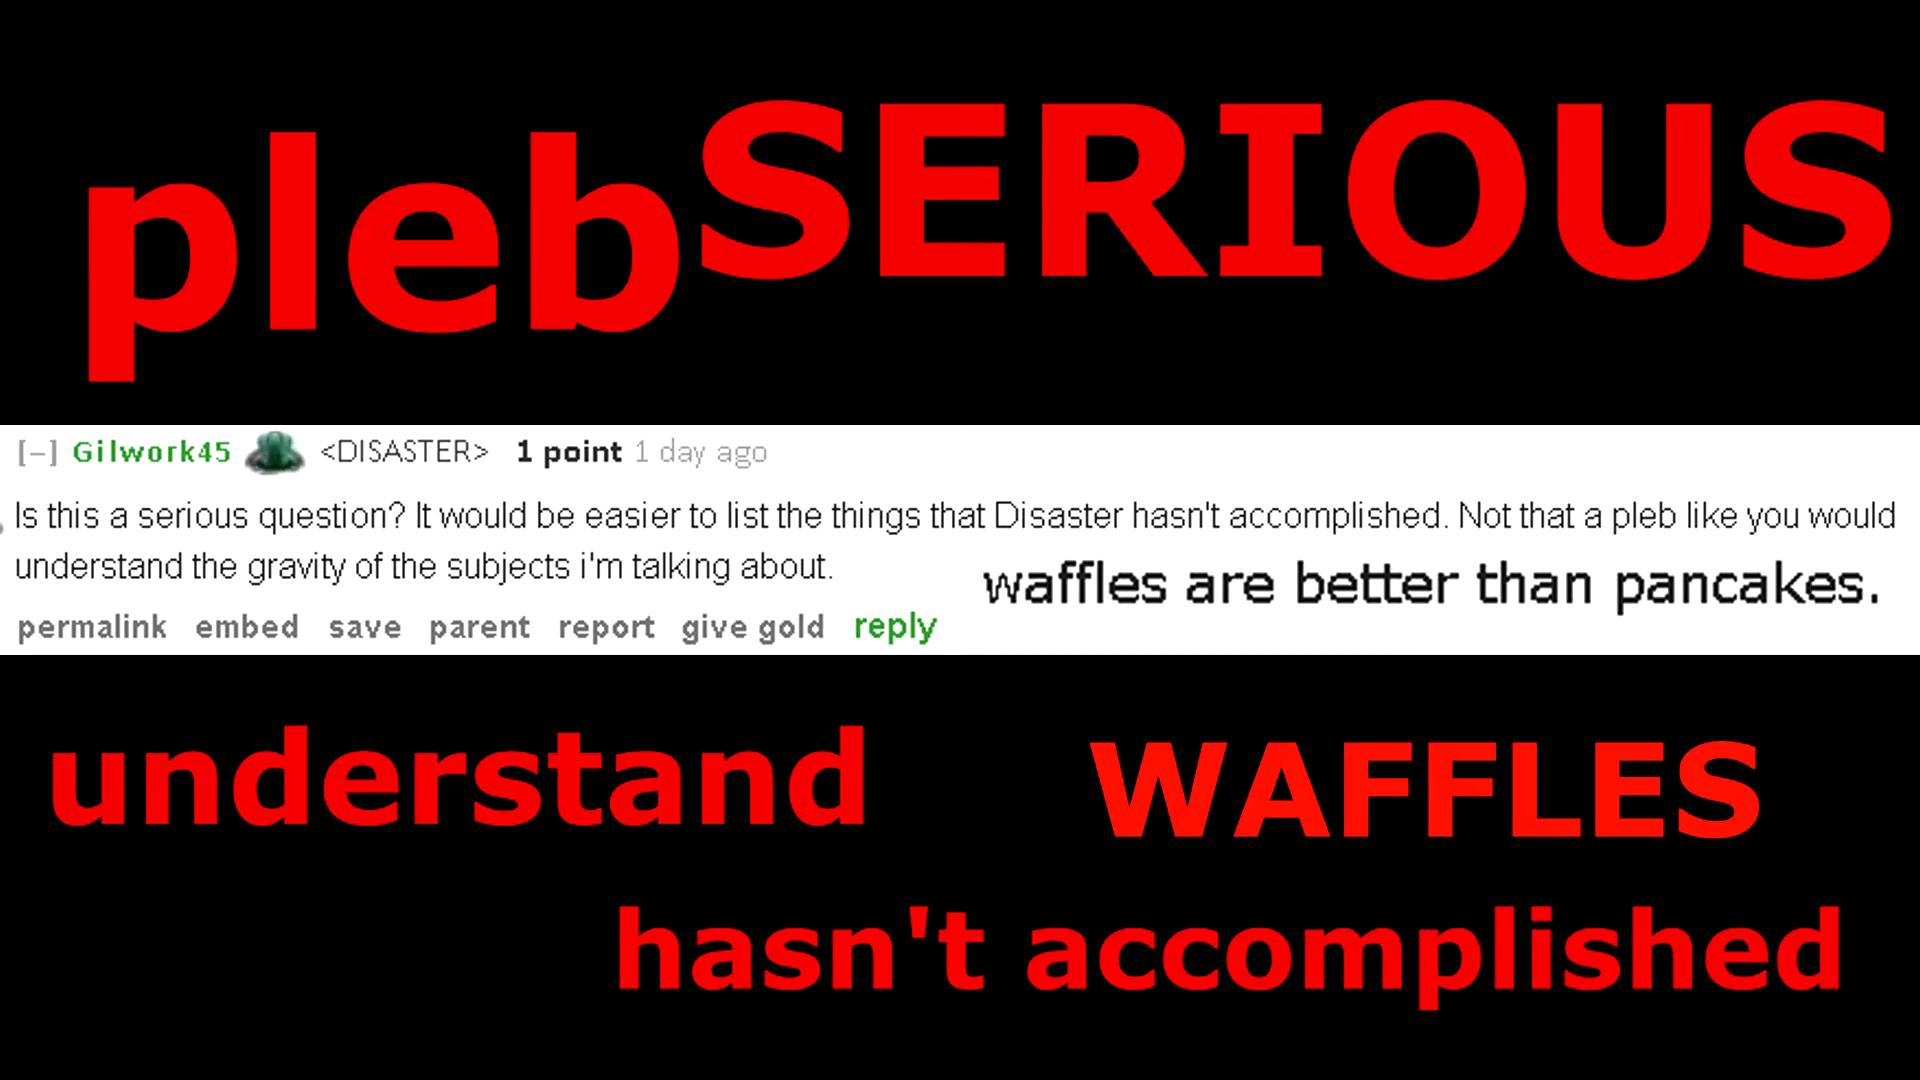 pleb SERIOUS
[–] Gilwork45 <DISASTER> 1 point 1 day ago
Is this a serious question? It would be easier to list the things that Disaster hasn't accomplished. Not that a pleb like you would
understand the gravity of the subjects i'm talking about.
waffles are better than pancakes.
permalink embed save parent report give gold reply
understand WAFFLES
hasn't accomplished